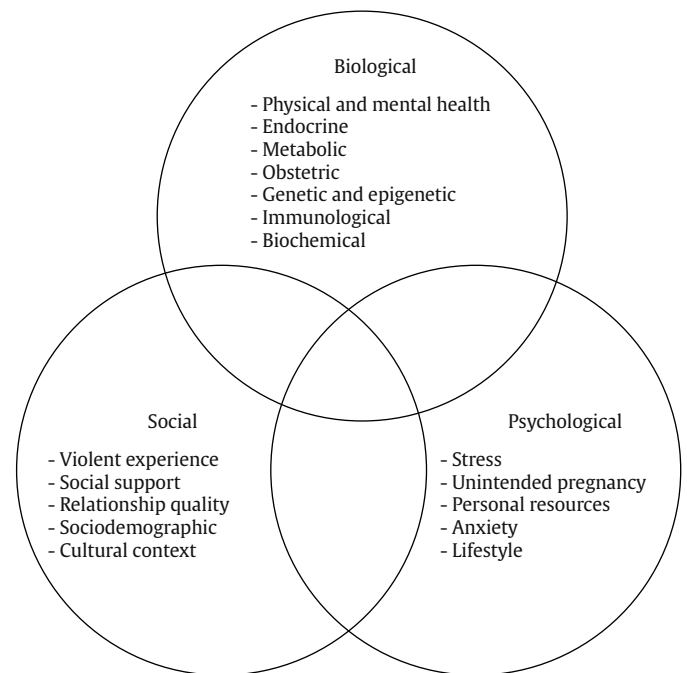 Biological
- Physical and mental health
- Endocrine
- Metabolic
- Obstetric
- Genetic and epigenetic
- Immunological
- Biochemical
Social
- Violent experience
- Social support
- Relationship quality
- Sociodemographic
- Cultural context
Psychological
- Stress
- Unintended pregnancy
- Personal resources
- Anxiety
- Lifestyle